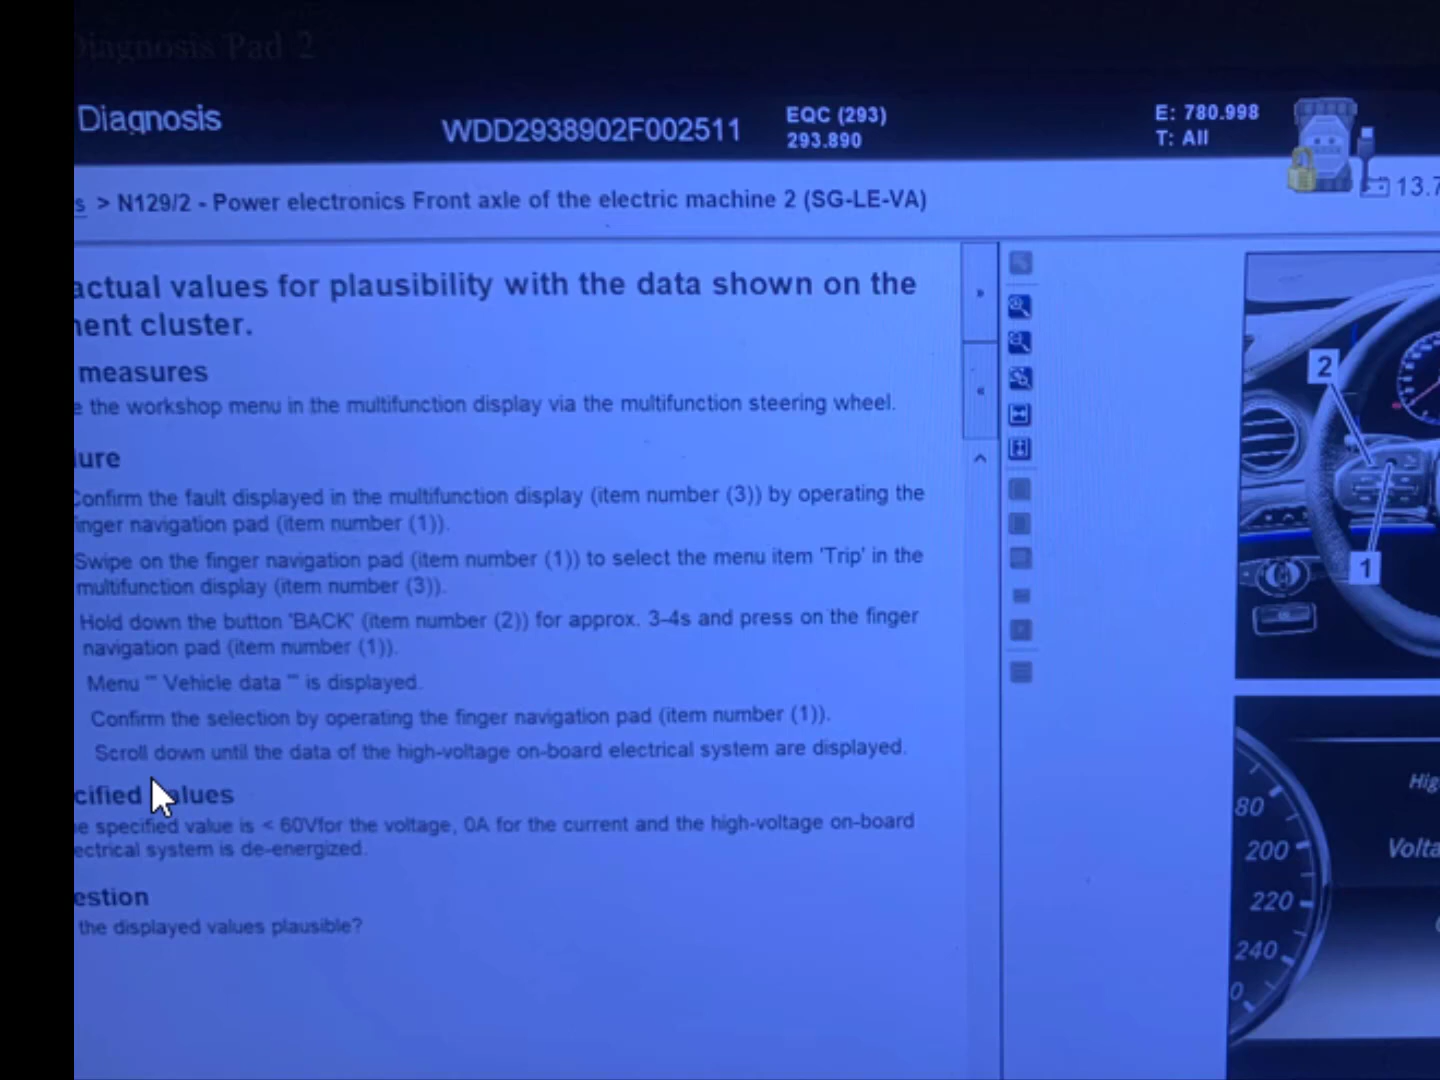 Diagnosis Pad 2
Diagnosis
WDD2938902F002511
EQC (293)
293.890
E: 780.998
T: All
13.7
s > N129/2 - Power electronics Front axle of the electric machine 2 (SG-LE-VA)
actual values for plausibility with the data shown on the
ent cluster.
measures
e the workshop menu in the multifunction display via the multifunction steering wheel.
ure
Confirm the fault displayed in the multifunction display (item number (3)) by operating the
inger navigation pad (item number (1)).
Swipe on the finger navigation pad (item number (1)) to select the menu item 'Trip' in the
multifunction display (item number (3)).
Hold down the button 'BACK' (item number (2)) for approx. 3-4s and press on the finger
navigation pad (item number (1)).
Menu "" Vehicle data "" is displayed.
Confirm the selection by operating the finger navigation pad (item number (1)).
Scroll down until the data of the high-voltage on-board electrical system are displayed.
cified alues
e specified value is < 60Vfor the voltage, 0A for the current and the high-voltage on-board
ectrical system is de-energized.
estion
the displayed values plausible?
2
1
Hig
80
200
Volta
220
240
0